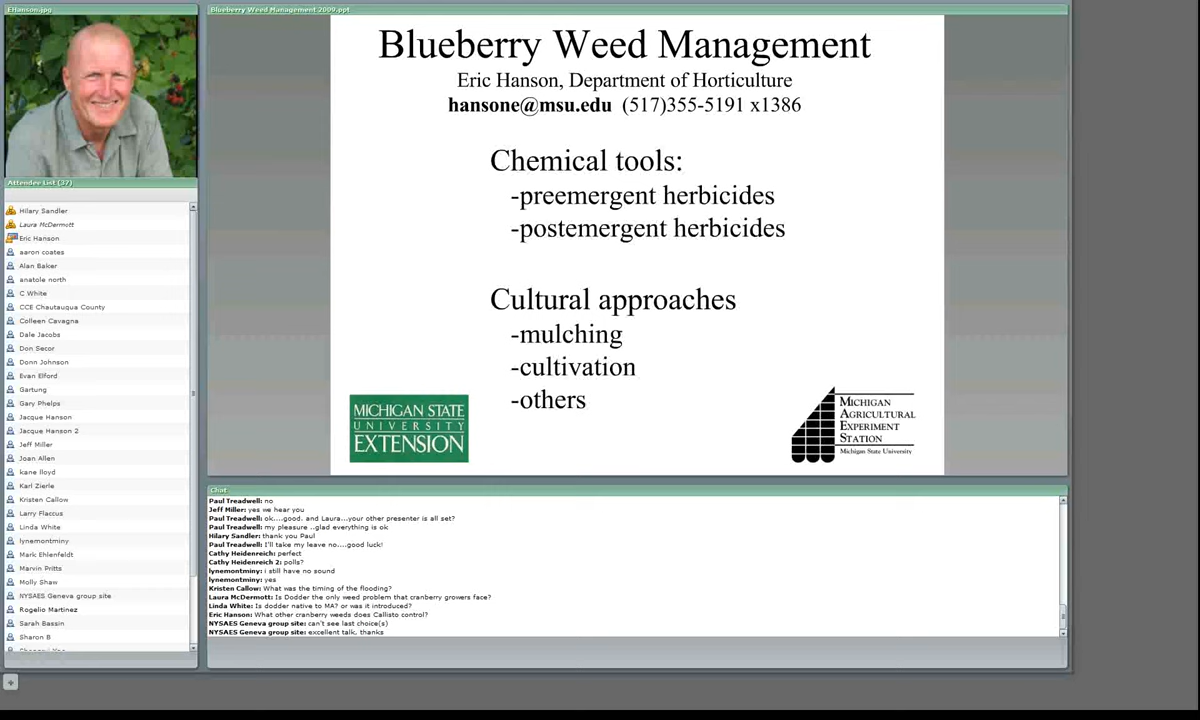 EHanson.jpg
Attendee List (37)
Hilary Sandler
Laura McDermott
Eric Hanson
aaron coates
Alan Baker
anatole north
C White
CCE Chautauqua County
Colleen Cavagna
Dale Jacobs
Don Secor
Donn Johnson
Evan Elford
Gartung
Gary Phelps
Jacque Hanson
Jacque Hanson 2
Jeff Miller
Joan Allen
kane lloyd
Karl Zierle
Kristen Callow
Larry Flaccus
Linda White
lynemontminy
Mark Ehlenfeldt
Marvin Pritts
Molly Shaw
NYSAES Geneva group site
Rogelio Martinez
Sarah Bassin
Sharon B
Blueberry Weed Management 2009.ppt
Blueberry Weed Management
Eric Hanson, Department of Horticulture
hansone@msu.edu (517)355-5191 x1386
Chemical tools:
-preemergent herbicides
-postemergent herbicides
Cultural approaches
-mulching
-cultivation
-others
MICHIGAN STATE
UNIVERSITY
EXTENSION
MICHIGAN
AGRICULTURAL
EXPERIMENT
STATION
Michigan State University
Chat
Paul Treadwell: no
Jeff Miller: yes we hear you
Paul Treadwell: ok....good. and Laura...your other presenter is all set?
Paul Treadwell: my pleasure ..glad everything is ok
Hilary Sandler: thank you Paul
Paul Treadwell: I'll take my leave no....good luck!
Cathy Heidenreich: perfect
Cathy Heidenreich 2: polls?
lynemontminy: i still have no sound
lynemontminy: yes
Kristen Callow: What was the timing of the flooding?
Laura McDermott: Is Dodder the only weed problem that cranberry growers face?
Linda White: Is dodder native to MA? or was it introduced?
Eric Hanson: What other cranberry weeds does Callisto control?
NYSAES Geneva group site: can't see last choice(s)
NYSAES Geneva group site: excellent talk, thanks